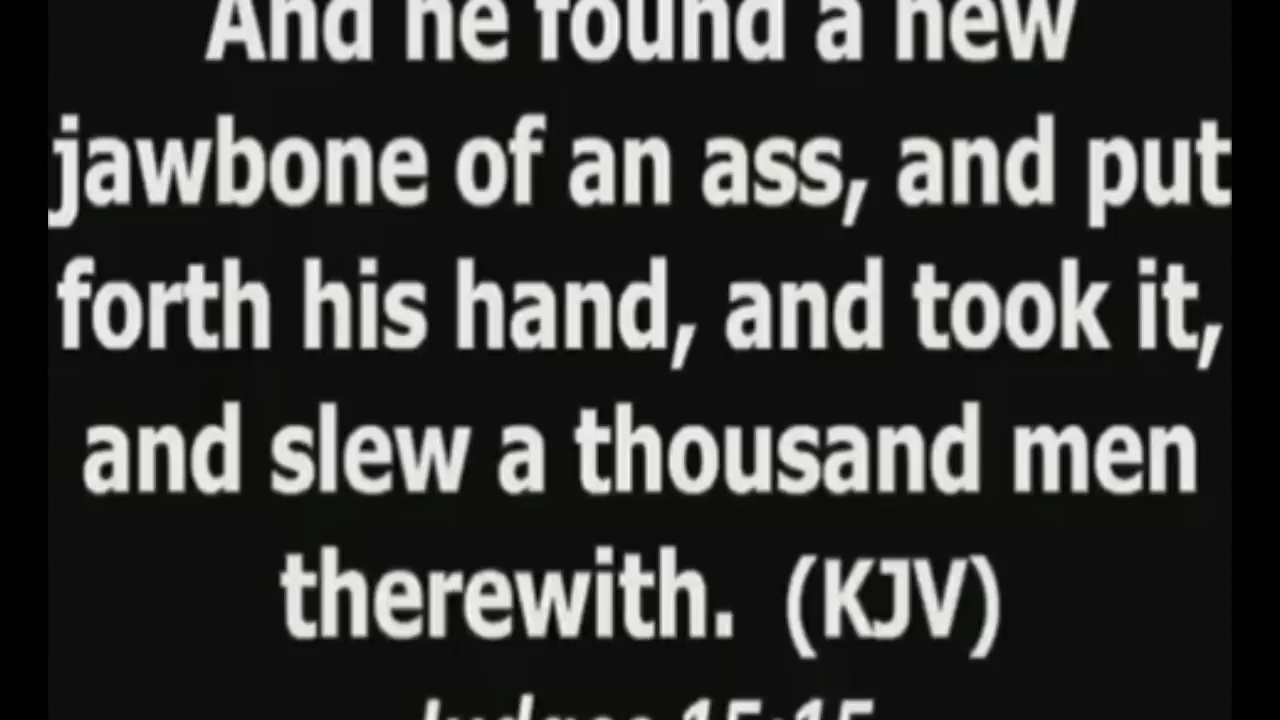 And he found a new
jawbone of an ass, and put
forth his hand, and took it,
and slew a thousand men
therewith. (KJV)
Judges 15:15